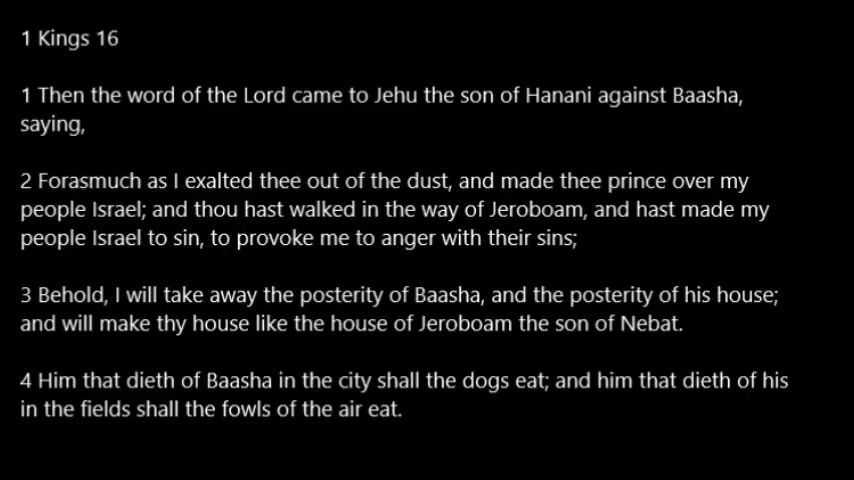 1 Kings 16
1 Then the word of the Lord came to Jehu the son of Hanani against Baasha,
saying,
2 Forasmuch as I exalted thee out of the dust, and made thee prince over my
people Israel; and thou hast walked in the way of Jeroboam, and hast made my
people Israel to sin, to provoke me to anger with their sins;
3 Behold, I will take away the posterity of Baasha, and the posterity of his house;
and will make thy house like the house of Jeroboam the son of Nebat.
4 Him that dieth of Baasha in the city shall the dogs eat; and him that dieth of his
in the fields shall the fowls of the air eat.